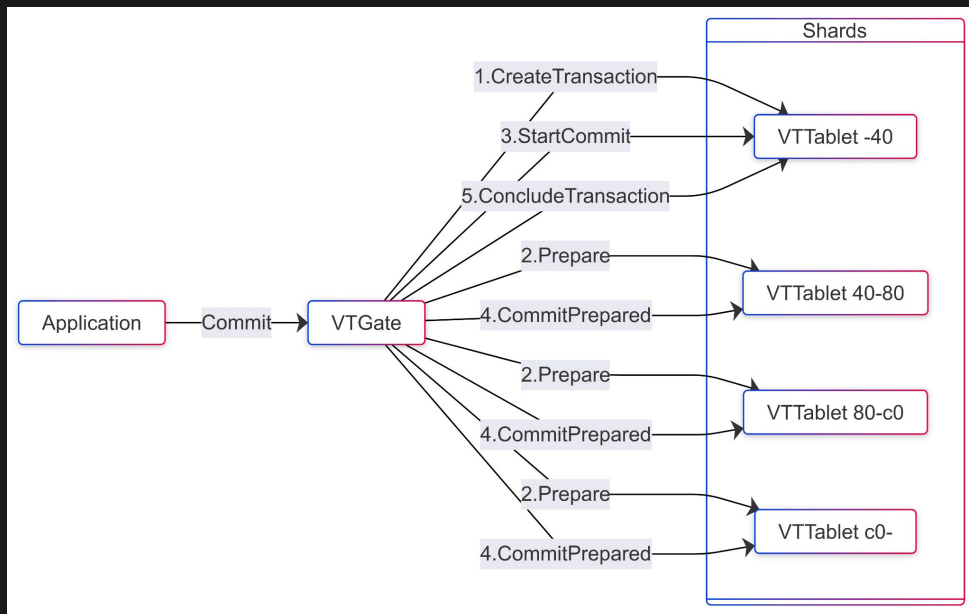 Shards
1.CreateTransaction
3.StartCommit
VTTablet -40
5.ConcludeTransaction
2.Prepare
VTTablet 40-80
4.CommitPrepared
Application
Commit
VTGate
2.Prepare
VTTablet 80-c0
4.CommitPrepared
2.Prepare
VTTablet c0-
4.CommitPrepared